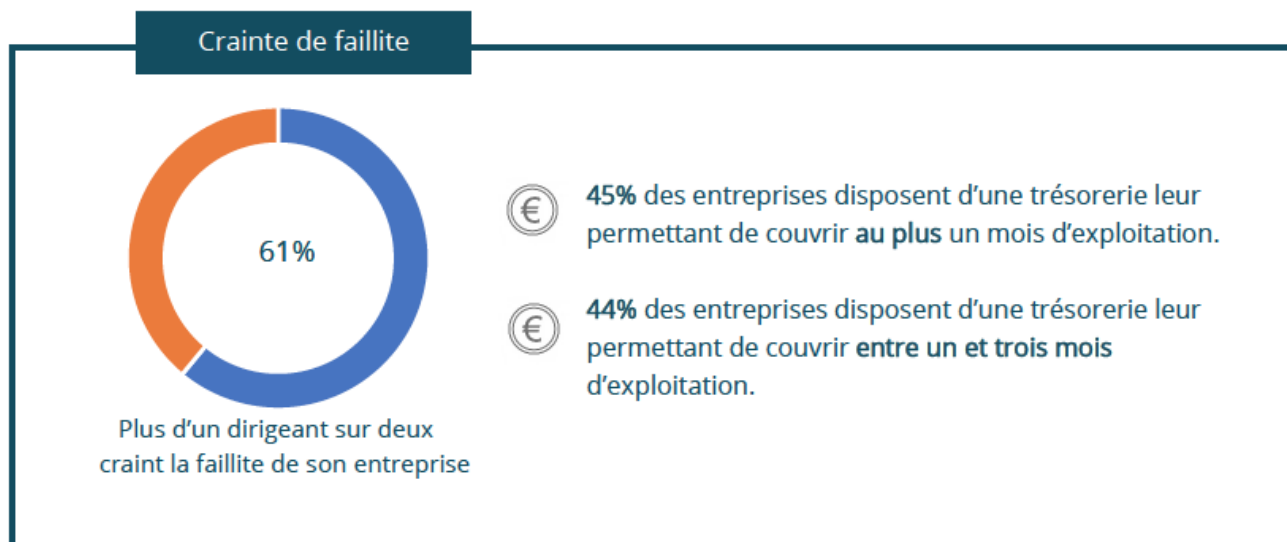 Crainte de faillite
61%
Plus d'un dirigeant sur deux
craint la faillite de son entreprise
€
45% des entreprises disposent d'une trésorerie leur
permettant de couvrir au plus un mois d'exploitation.
€
44% des entreprises disposent d'une trésorerie leur
permettant de couvrir entre un et trois mois
d'exploitation.